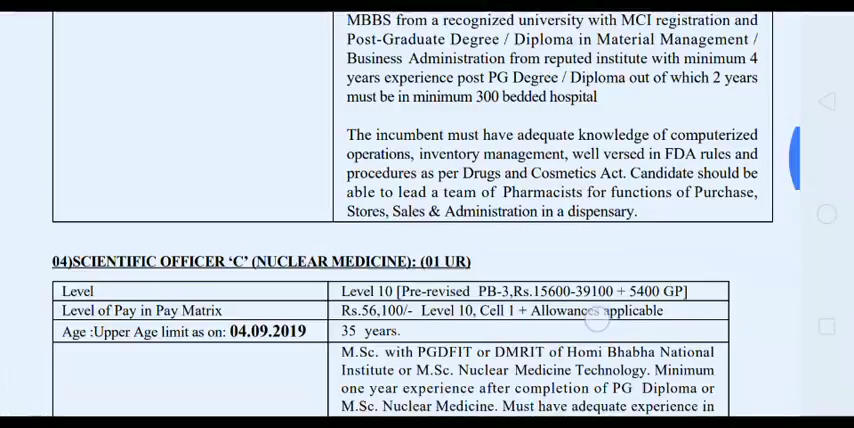 MBBS from a recognized university with MCI registration and
Post-Graduate Degree / Diploma in Material Management /
Business Administration from reputed institute with minimum 4
years experience post PG Degree / Diploma out of which 2 years
must be in minimum 300 bedded hospital
The incumbent must have adequate knowledge of computerized
operations, inventory management, well versed in FDA rules and
procedures as per Drugs and Cosmetics Act. Candidate should be
able to lead a team of Pharmacists for functions of Purchase,
Stores, Sales & Administration in a dispensary.
04)SCIENTIFIC OFFICER ‘C’ (NUCLEAR MEDICINE): (01 UR)
Level Level 10 [Pre-revised PB-3,Rs.15600-39100 + 5400 GP]
Level of Pay in Pay Matrix Rs.56,100/- Level 10, Cell 1 + Allowances applicable
Age :Upper Age limit as on: 04.09.2019 35 years.
M.Sc. with PGDFIT or DMRIT of Homi Bhabha National
Institute or M.Sc. Nuclear Medicine Technology. Minimum
one year experience after completion of PG Diploma or
M.Sc. Nuclear Medicine. Must have adequate experience in